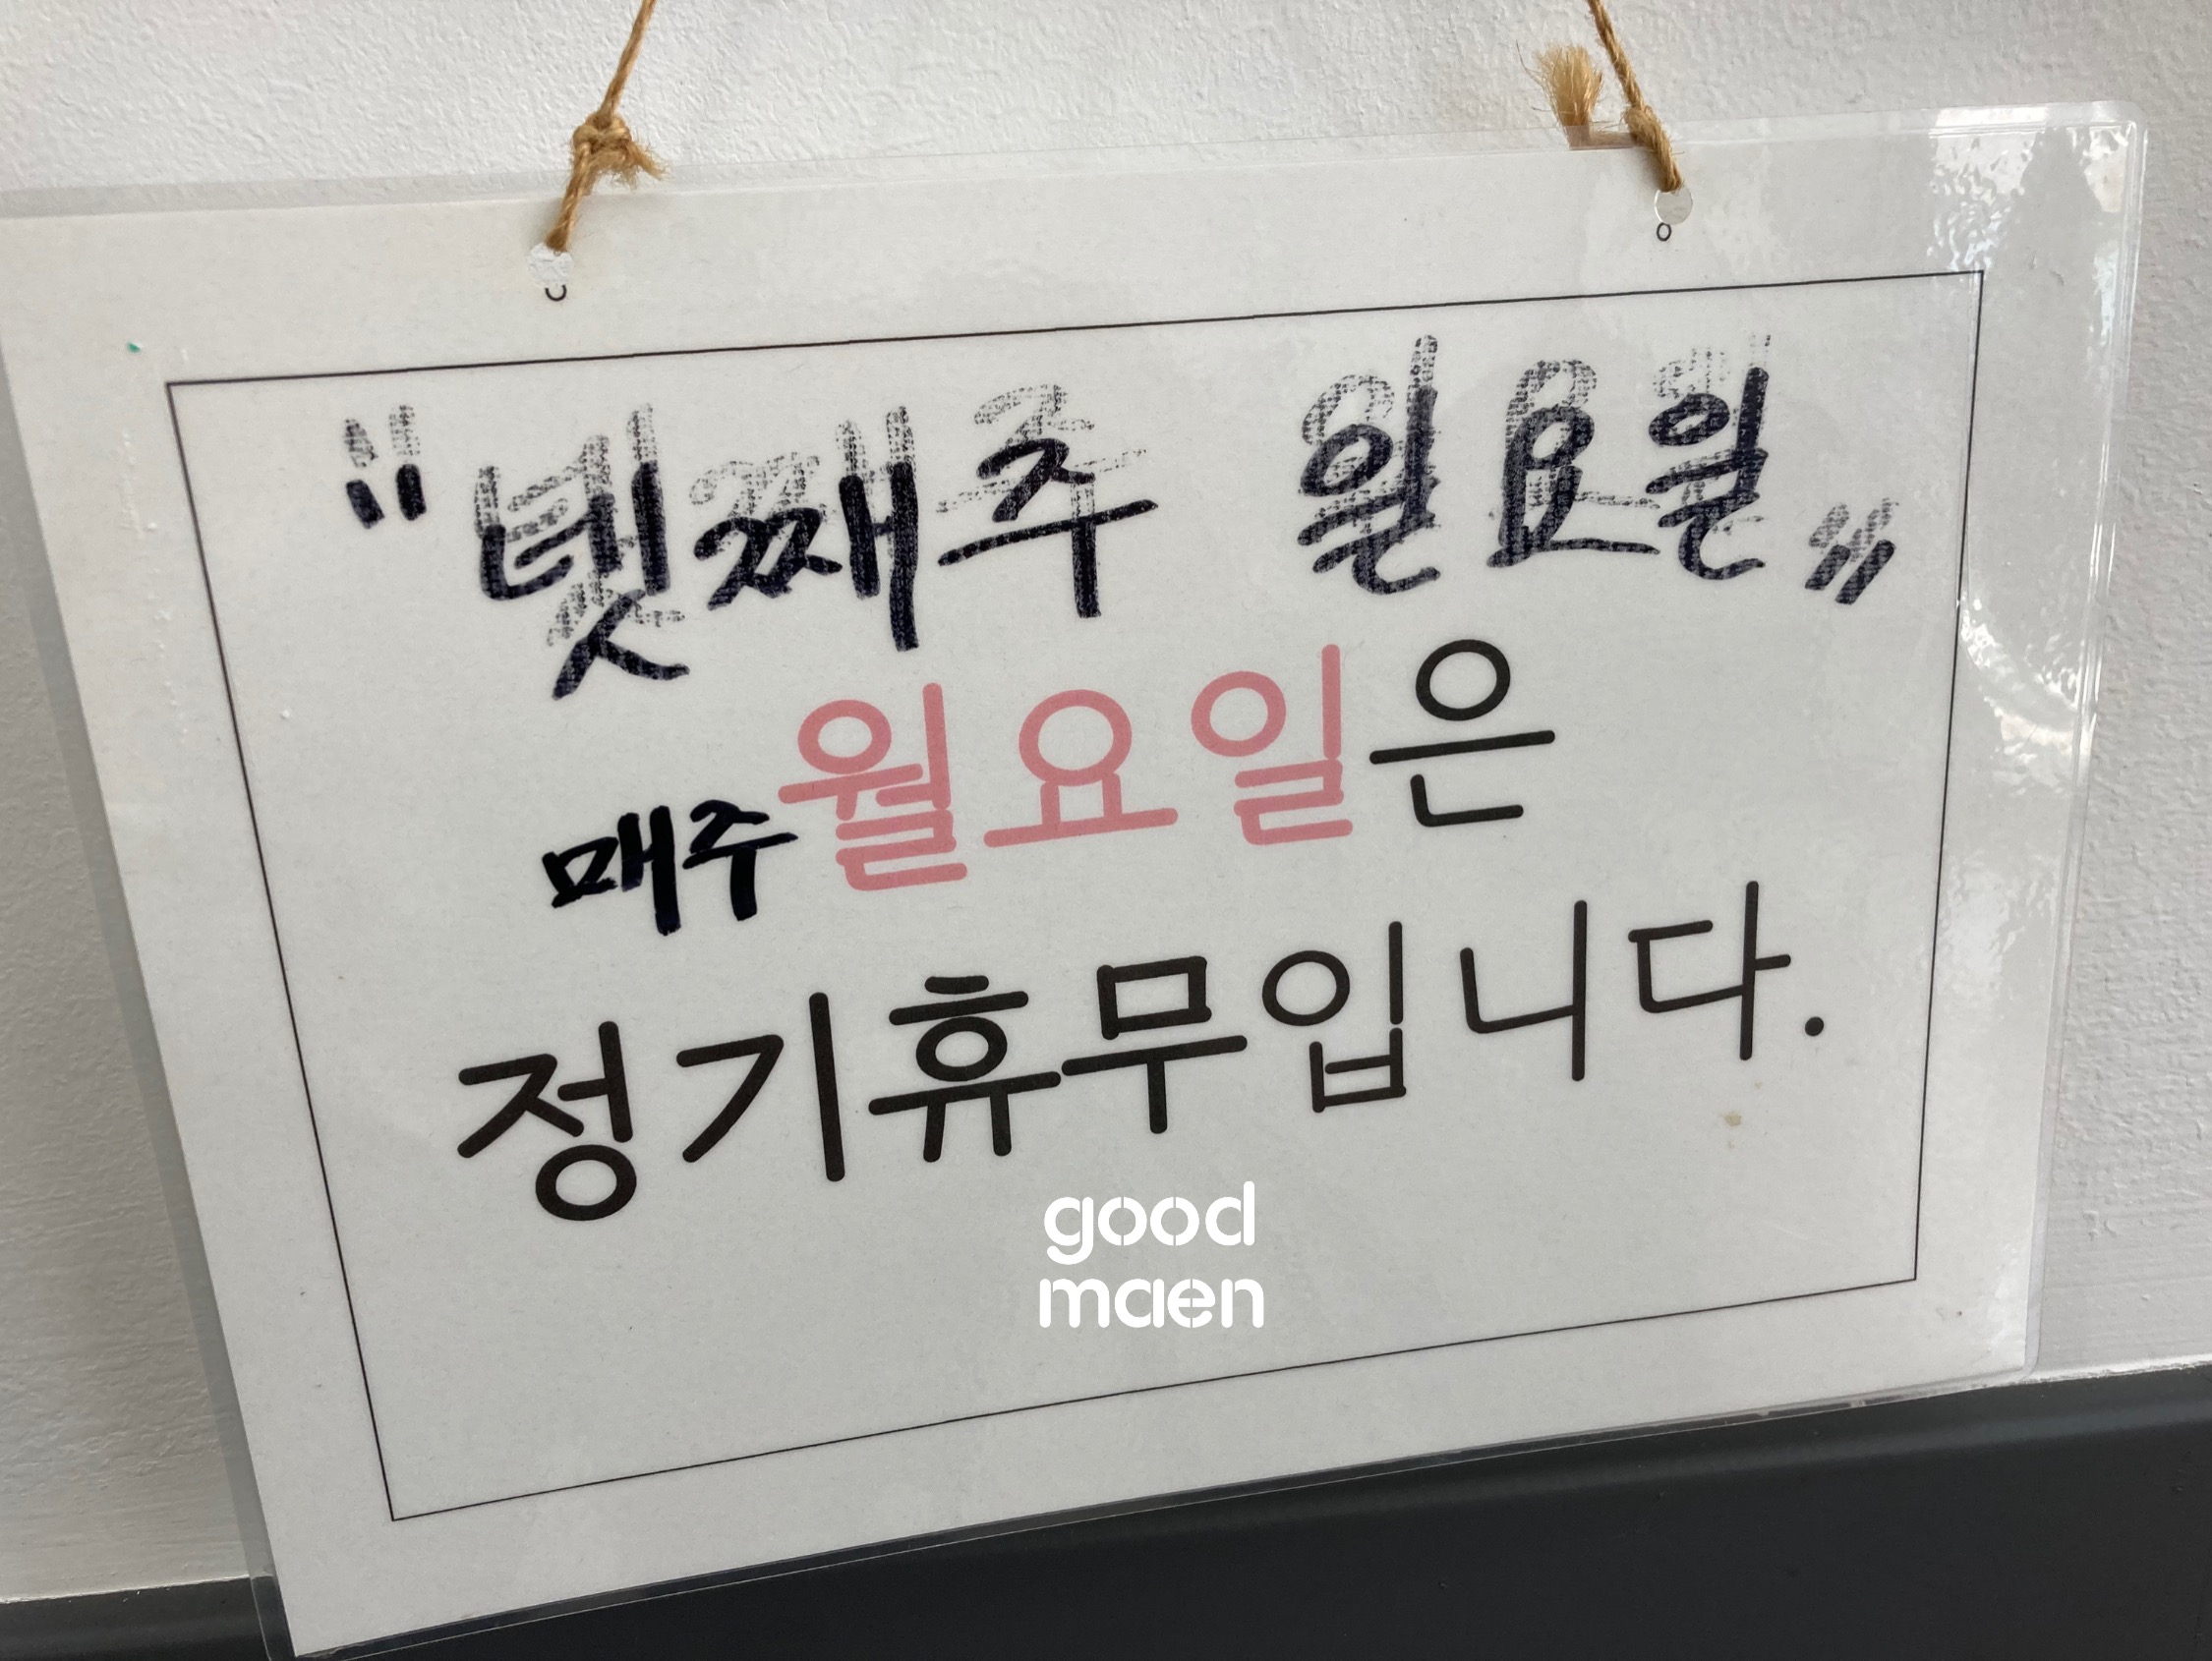 "넷째주 일요일"
매주 월요일은
정기휴무입니다.
good
maen